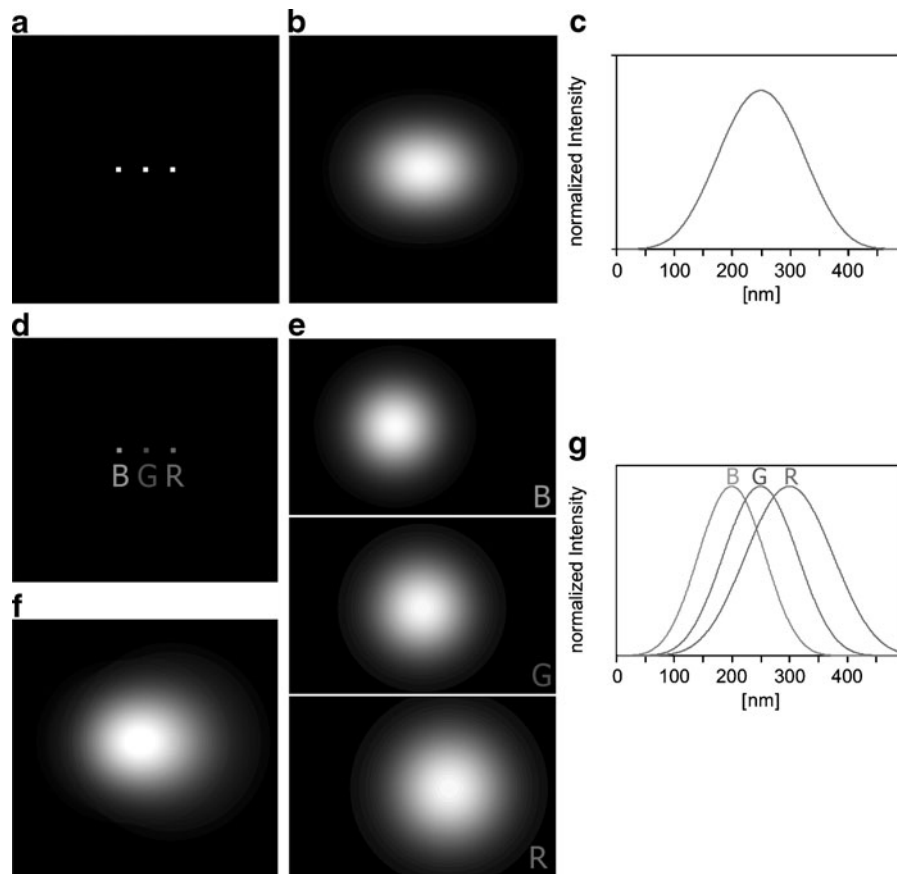 a
b
c
normalized Intensity
0 100 200 300 400
[nm]
d
B G R
e
B
G
R
f
g
B G R
normalized Intensity
0 100 200 300 400
[nm]